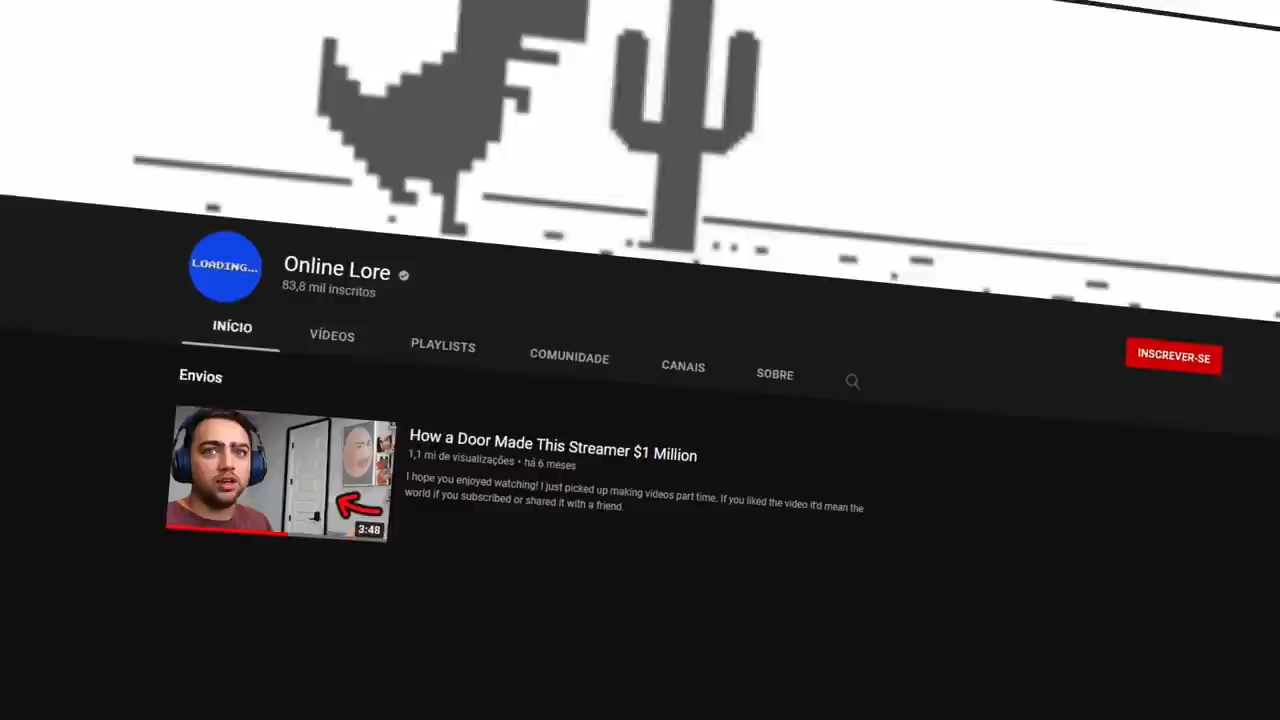 LOADING...
Online Lore
83,8 mil inscritos
INSCREVER-SE
INÍCIO
VÍDEOS
PLAYLISTS
COMUNIDADE
CANAIS
SOBRE
Envios
3:48
How a Door Made This Streamer $1 Million
1,1 mi de visualizações • há 6 meses
I hope you enjoyed watching! I just picked up making videos part time. If you liked the video it'd mean the
world if you subscribed or shared it with a friend.